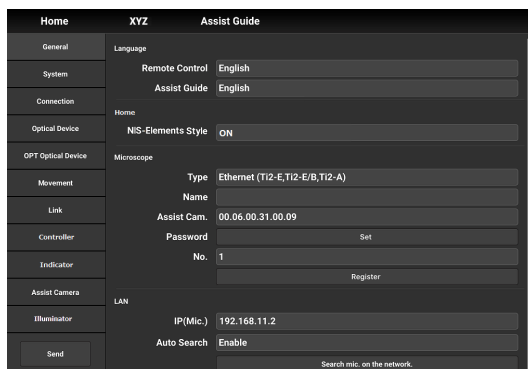 Home XYZ Assist Guide
General
System
Connection
Optical Device
OPT Optical Device
Movement
Link
Controller
Indicator
Assist Camera
Illuminator
Send
Language
Remote Control English
Assist Guide English
Home
NIS-Elements Style ON
Microscope
Type Ethernet (Ti2-E,Ti2-E/B,Ti2-A)
Name
Assist Cam. 00.06.00.31.00.09
Password Set
No. 1
Register
LAN
IP(Mic.) 192.168.11.2
Auto Search Enable
Search mic. on the network.